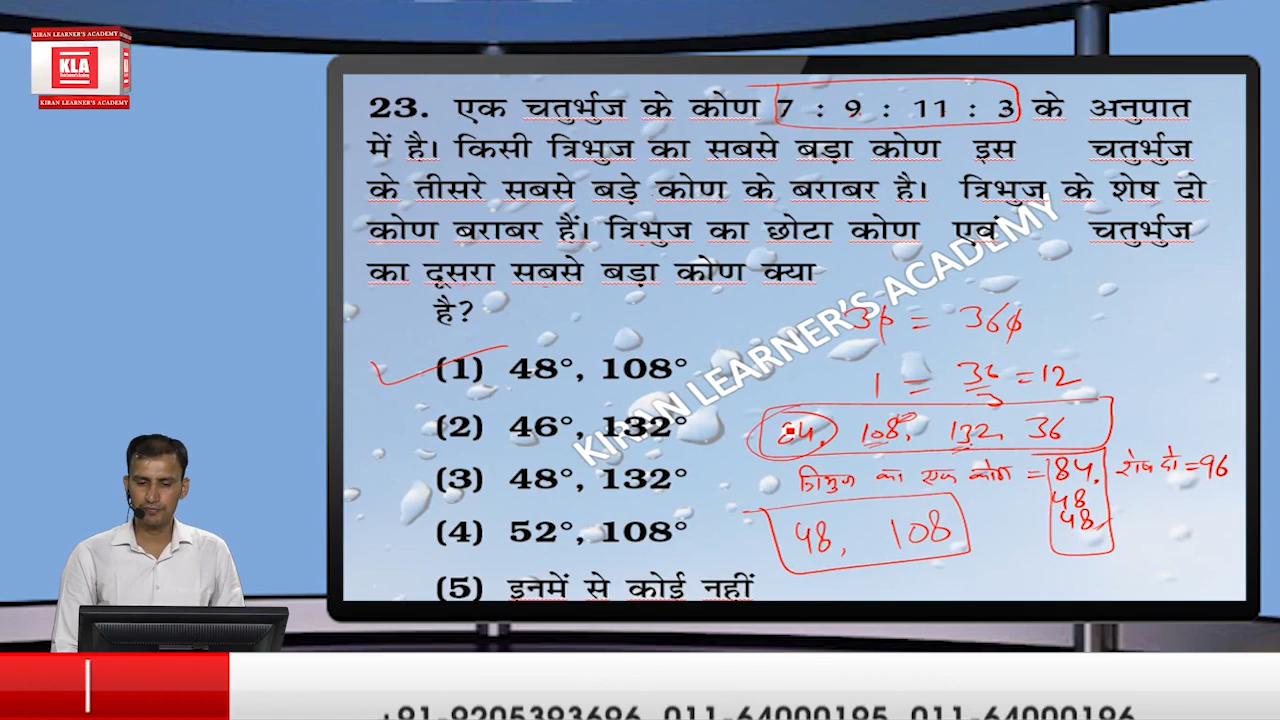 KIRAN LEARNER'S ACADEMY
KLA
Kiran Learner's Academy
KIRAN LEARNER'S ACADEMY
23. एक चतुर्भुज के कोण 7 : 9 : 11 : 3 के अनुपात
में है। किसी त्रिभुज का सबसे बड़ा कोण इस चतुर्भुज
के तीसरे सबसे बड़े कोण के बराबर है। त्रिभुज के शेष दो
कोण बराबर हैं। त्रिभुज का छोटा कोण एवं चतुर्भुज
का दूसरा सबसे बड़ा कोण क्या
है?
30 = 360
(1) 48°, 108°
1 = 36/3 = 12
(2) 46°, 132°
84, 108, 132, 36
(3) 48°, 132°
त्रिभुज का एक कोण = 84, शेष दो = 96
48
48
(4) 52°, 108°
48, 108
(5) इनमें से कोई नहीं
KIRAN LEARNER'S ACADEMY
+91-9205393696, 011-64000195, 011-64000196